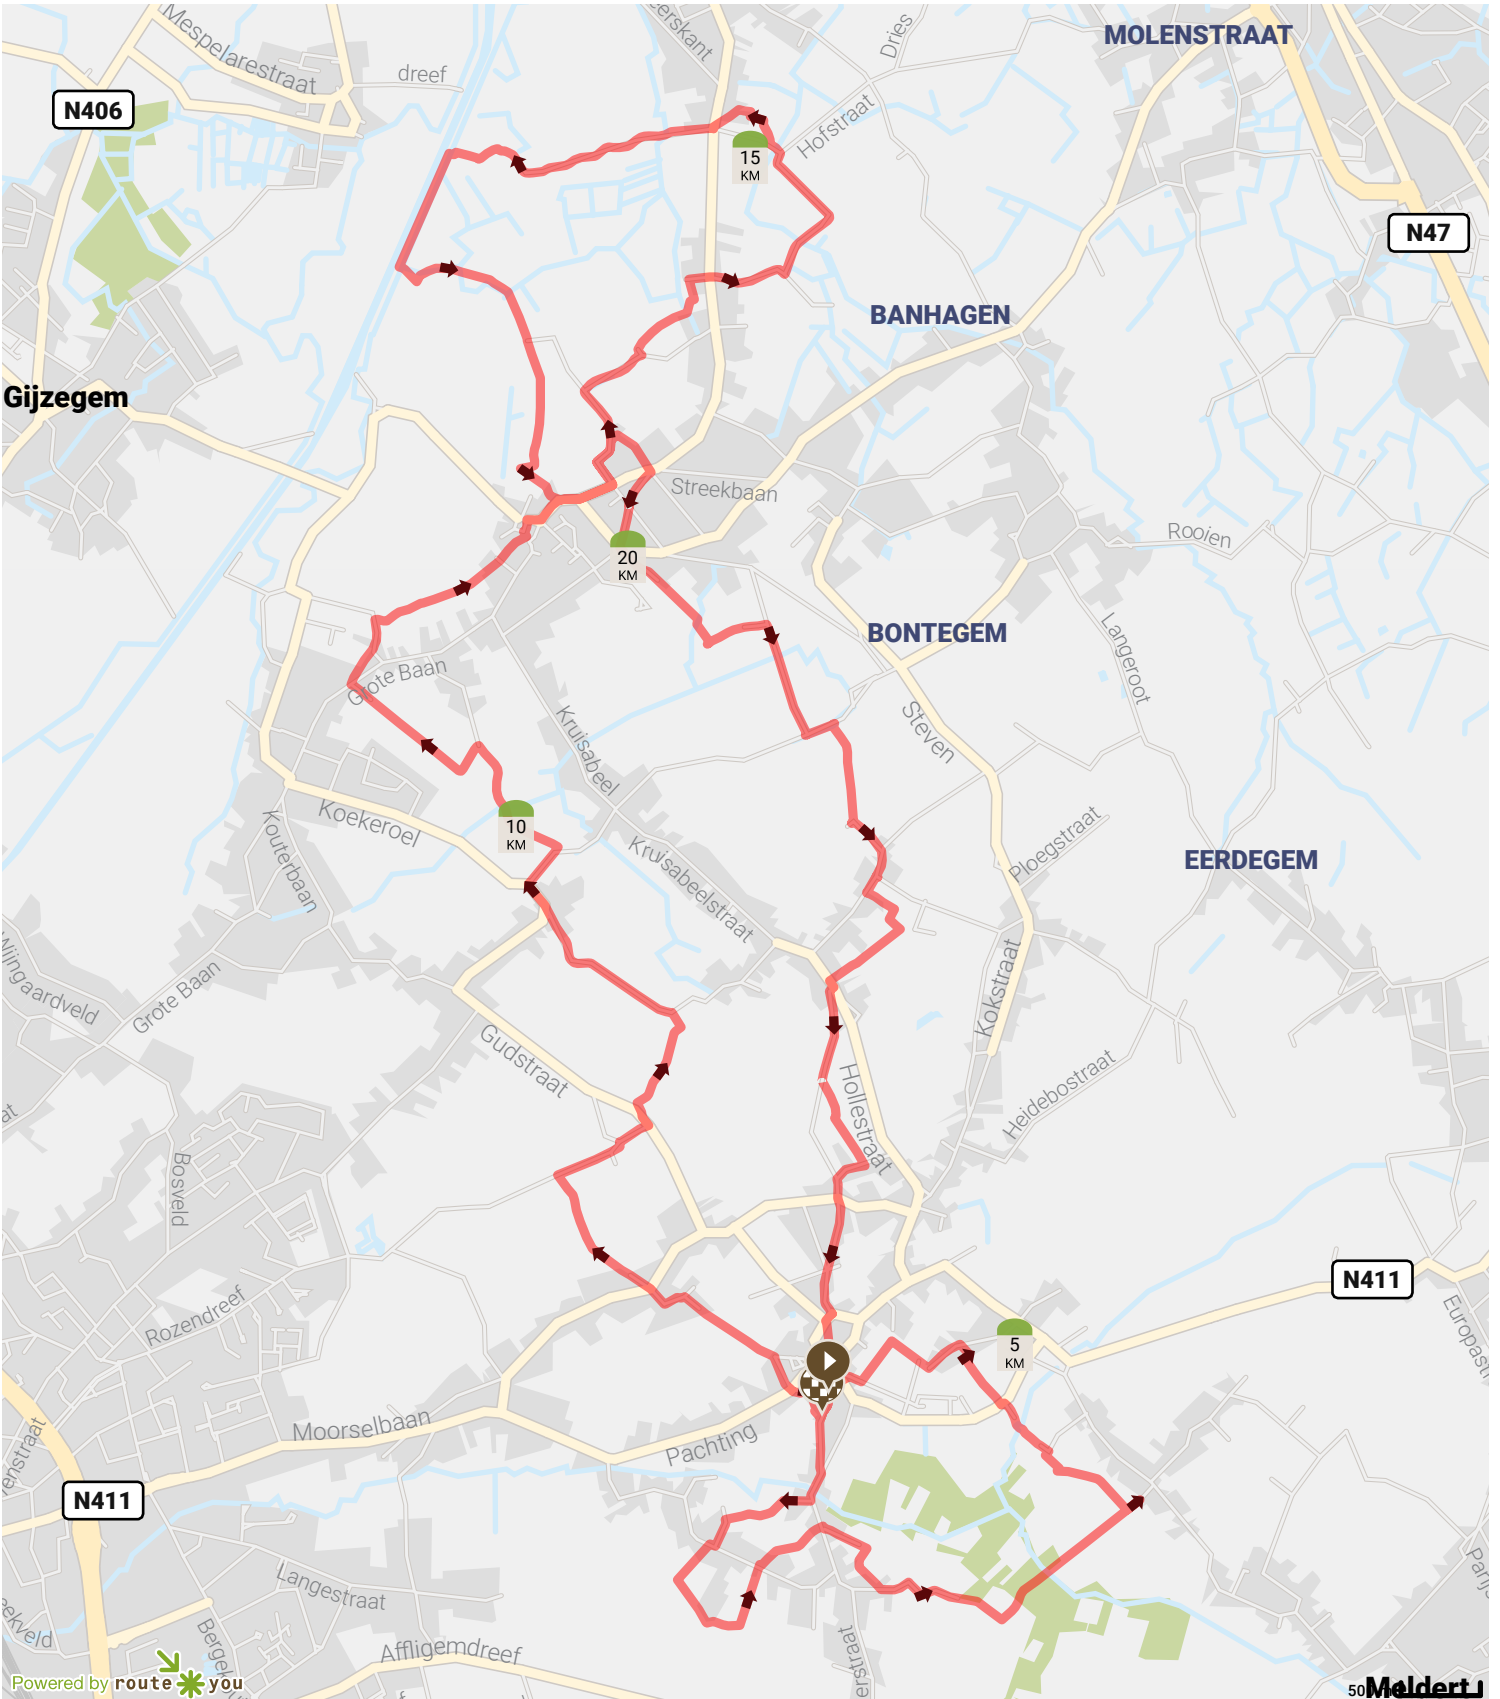 Mespelarestraat
dreef
Dries
MOLENSTRAAT
N406
Hofstraat
15
KM
N47
BANHAGEN
Gijzegem
Streekbaan
Rooien
20
KM
BONTEGEM
Langeroot
Grote Baan
Kruisabeel
Steven
Koekeroel
10
KM
Kouterbaan
Kruisabeelstraat
Ploegstraat
EERDEGEM
Wijngaardveld
Grote Baan
Kokstraat
Gudstraat
Hollestraat
Heidebostraat
Bosveld
N411
Rozendreef
5
KM
Moorselbaan
Pachting
N411
Langestraat
Affligemdreef
Powered by route you
Meldert